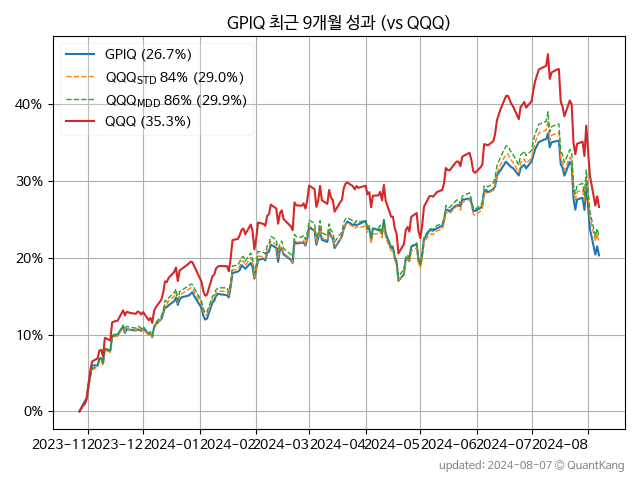 GPIQ 최근 9개월 성과 (vs QQQ)
GPIQ (26.7%)
QQQSTD 84% (29.0%)
QQQMDD 86% (29.9%)
QQQ (35.3%)
40%
30%
20%
10%
0%
2023-11 2023-12 2024-01 2024-02 2024-03 2024-04 2024-05 2024-06 2024-07 2024-08
updated: 2024-08-07 © QuantKang